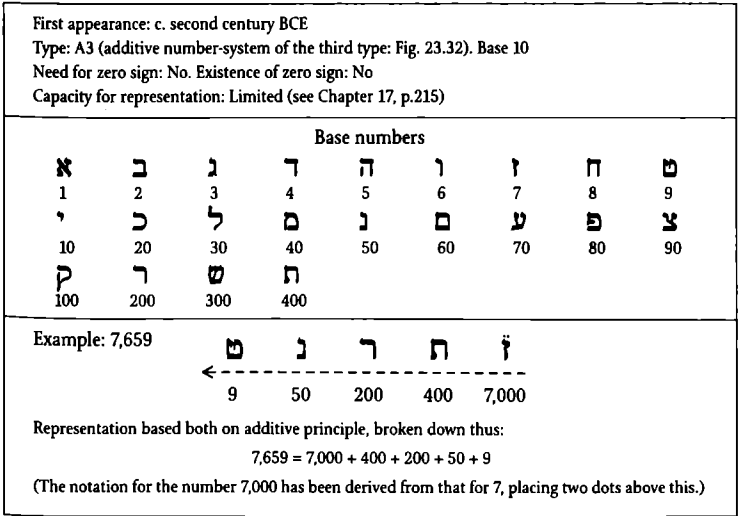 First appearance: c. second century BCE
Type: A3 (additive number-system of the third type: Fig. 23.32). Base 10
Need for zero sign: No. Existence of zero sign: No
Capacity for representation: Limited (see Chapter 17, p.215)
Base numbers
א ב ג ד ה ו ז ח ט
1 2 3 4 5 6 7 8 9
י כ ל מ נ ס ע פ צ
10 20 30 40 50 60 70 80 90
ק ר ש ת
100 200 300 400
Example: 7,659
ז̈ ת ר נ ט
9 50 200 400 7,000
Representation based both on additive principle, broken down thus:
7,659 = 7,000 + 400 + 200 + 50 + 9
(The notation for the number 7,000 has been derived from that for 7, placing two dots above this.)